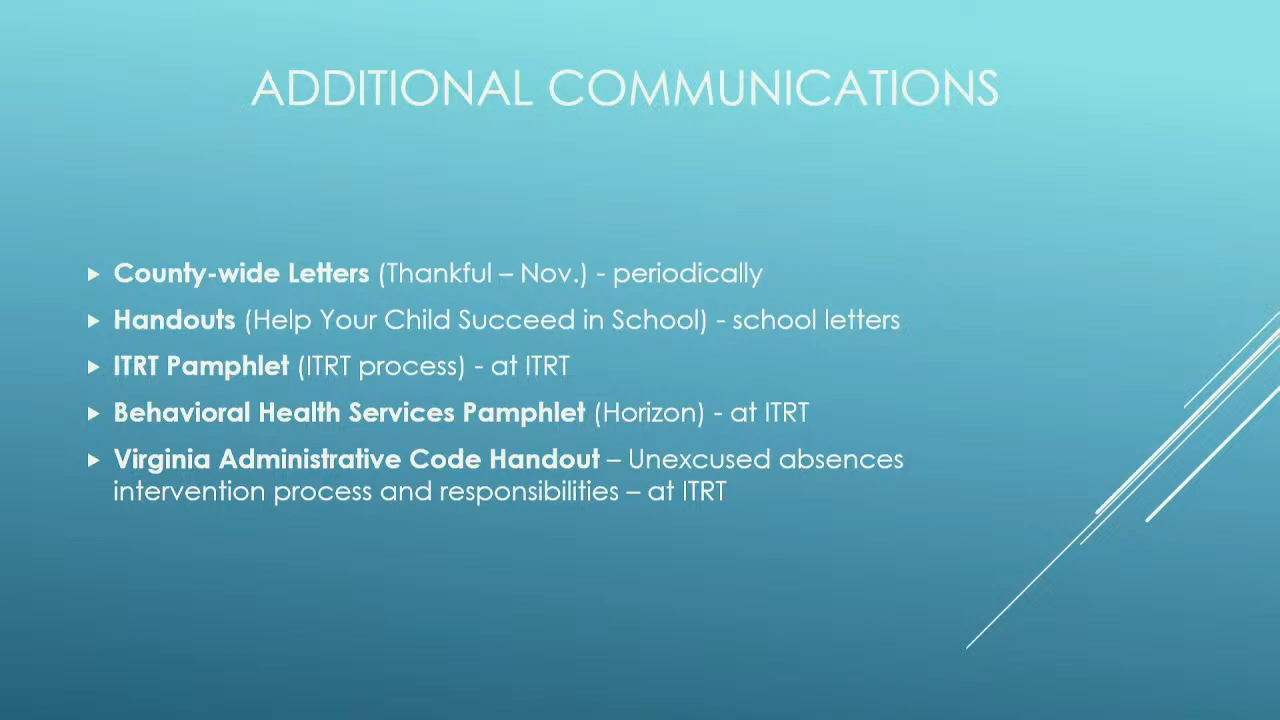 ADDITIONAL COMMUNICATIONS
County-wide Letters (Thankful – Nov.) - periodically
Handouts (Help Your Child Succeed in School) - school letters
ITRT Pamphlet (ITRT process) - at ITRT
Behavioral Health Services Pamphlet (Horizon) - at ITRT
Virginia Administrative Code Handout – Unexcused absences
intervention process and responsibilities – at ITRT